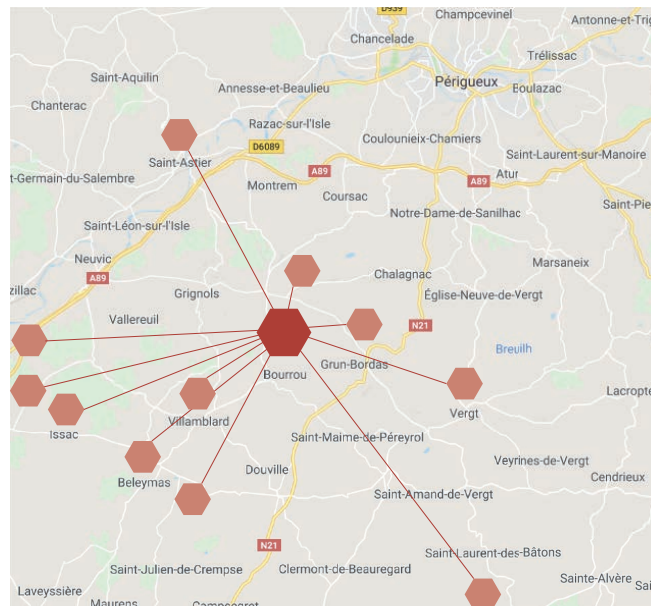 D939
Champcevinel
Antonne-et-Trig
Chancelade
Trélissac
Saint-Aquilin
Périgueux
Annesse-et-Beaulieu
Boulazac
Chanterac
Razac-sur-l'Isle
Coulounieix-Chamiers
D6089
Saint-Astier
Saint-Laurent-sur-Manoire
A89
Atur
t-Germain-du-Salembre
A89
Montrem
Coursac
Saint-Pie
Notre-Dame-de-Sanilhac
Saint-Léon-sur-l'Isle
Neuvic
Marsaneix
Chalagnac
A89
zillac
Grignols
Église-Neuve-de-Vergt
Vallereuil
N21
Breuilh
Grun-Bordas
Bourrou
Lacropte
Vergt
Villamblard
Issac
Saint-Maime-de-Péreyrol
Beleymas
Douville
Veyrines-de-Vergt
Cendrieux
Saint-Amand-de-Vergt
N21
Saint-Laurent-des-Bâtons
Saint-Julien-de-Crempse
Clermont-de-Beauregard
Sainte-Alvère
Sai
Laveyssière
Maurens
Campsegret